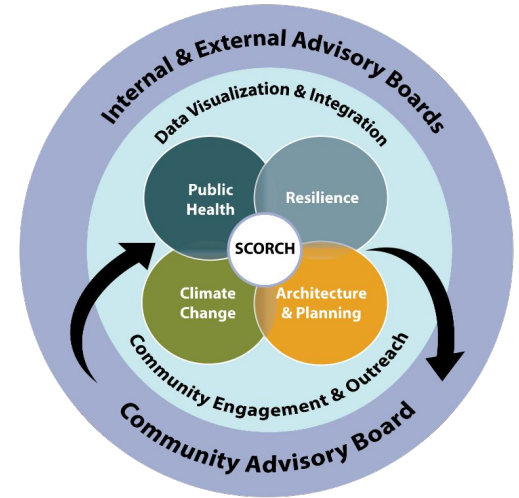 Internal & External Advisory Boards
Data Visualization & Integration
Public
Health
Resilience
SCORCH
Climate
Change
Architecture
& Planning
Community Engagement & Outreach
Community Advisory Board